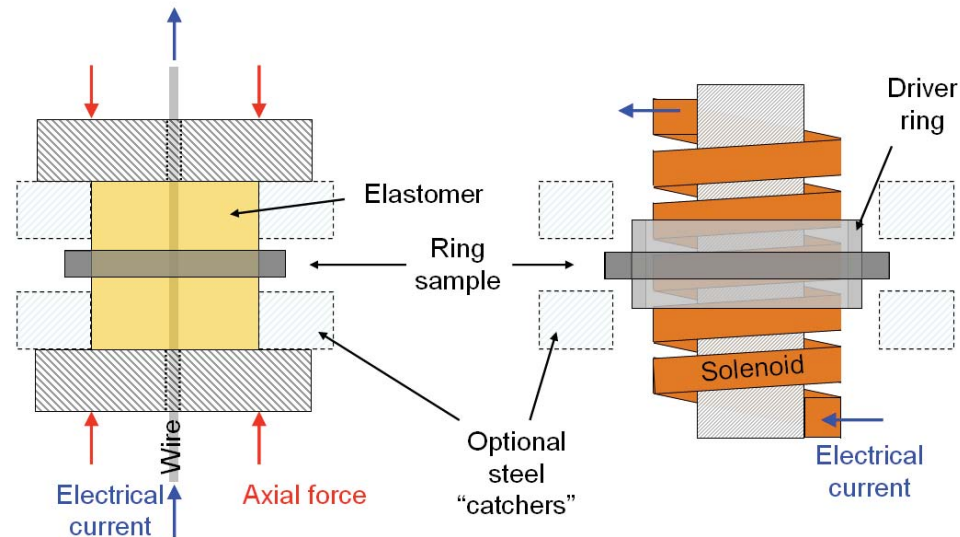 Driver
ring
Elastomer
Ring
sample
Solenoid
Wire
Optional
steel
"catchers"
Electrical
current
Axial force
Electrical
current